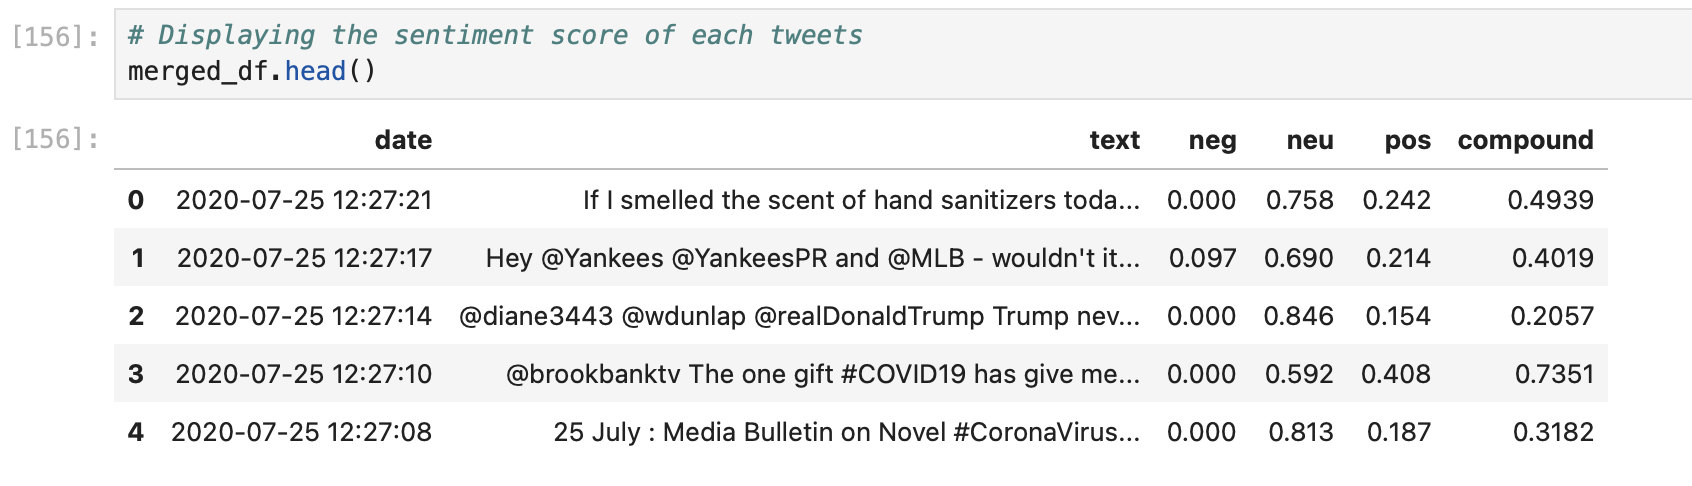 [156]: # Displaying the sentiment score of each tweets
merged_df.head()
[156]: date text neg neu pos compound
0 2020-07-25 12:27:21 If I smelled the scent of hand sanitizers toda... 0.000 0.758 0.242 0.4939
1 2020-07-25 12:27:17 Hey @Yankees @YankeesPR and @MLB - wouldn't it... 0.097 0.690 0.214 0.4019
2 2020-07-25 12:27:14 @diane3443 @wdunlap @realDonaldTrump Trump nev... 0.000 0.846 0.154 0.2057
3 2020-07-25 12:27:10 @brookbanktv The one gift #COVID19 has give me... 0.000 0.592 0.408 0.7351
4 2020-07-25 12:27:08 25 July : Media Bulletin on Novel #CoronaVirus... 0.000 0.813 0.187 0.3182